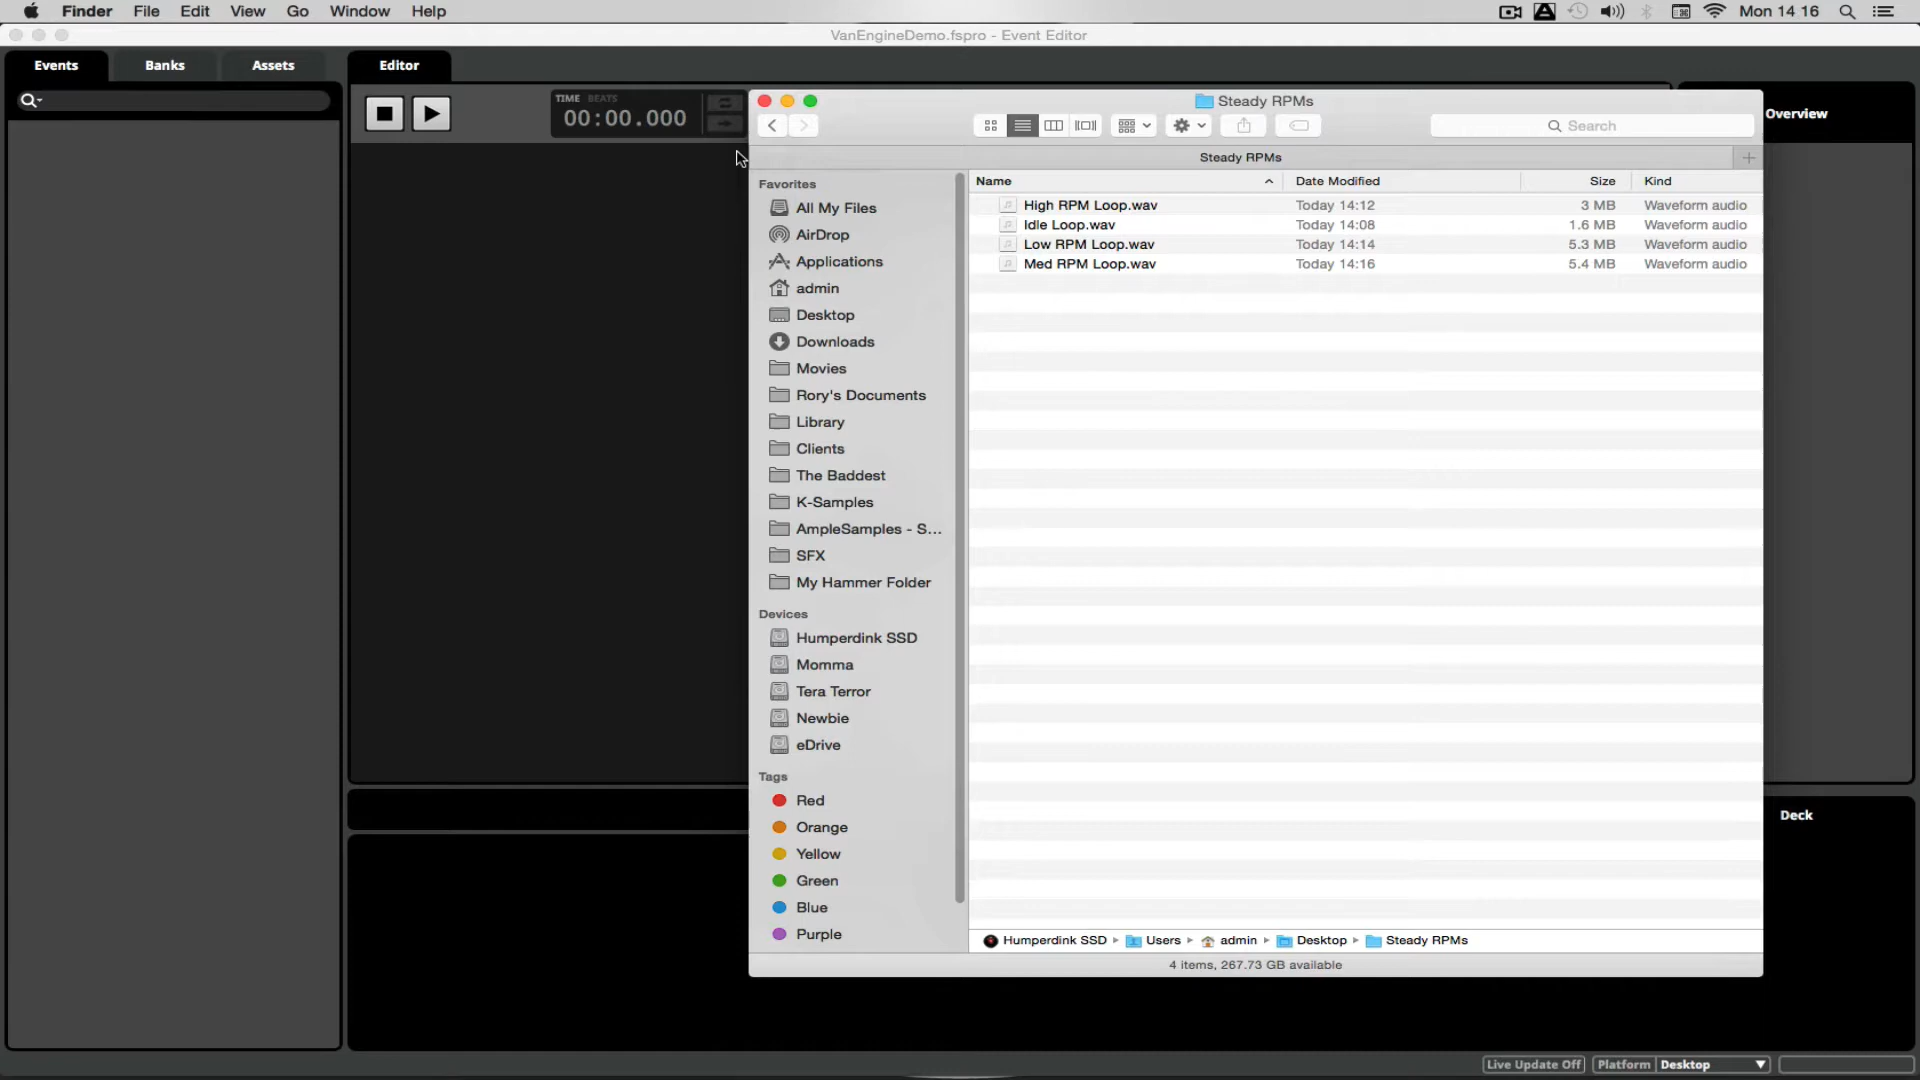 Finder File Edit View Go Window Help Mon 14 16
VanEngineDemo.fspro - Event Editor
Events Banks Assets Editor
TIME BEATS
00:00.000
Steady RPMs
Search
Overview
Steady RPMs
Favorites
All My Files
AirDrop
Applications
admin
Desktop
Downloads
Movies
Rory's Documents
Library
Clients
The Baddest
K-Samples
AmpleSamples - S...
SFX
My Hammer Folder
Devices
Humperdink SSD
Momma
Tera Terror
Newbie
eDrive
Tags
Red
Orange
Yellow
Green
Blue
Purple
Name Date Modified Size Kind
High RPM Loop.wav Today 14:12 3 MB Waveform audio
Idle Loop.wav Today 14:08 1.6 MB Waveform audio
Low RPM Loop.wav Today 14:14 5.3 MB Waveform audio
Med RPM Loop.wav Today 14:16 5.4 MB Waveform audio
Deck
Humperdink SSD Users admin Desktop Steady RPMs
4 items, 267.73 GB available
Live Update Off Platform Desktop